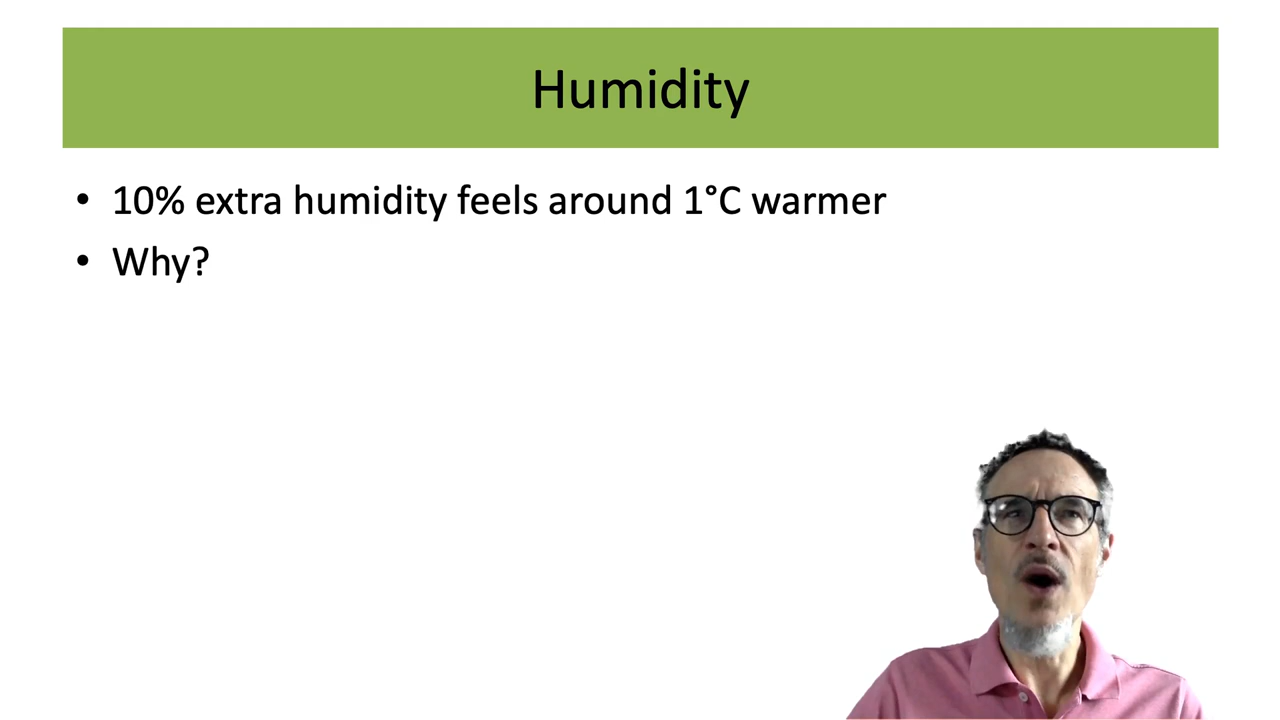 Humidity
• 10% extra humidity feels around 1°C warmer
• Why?